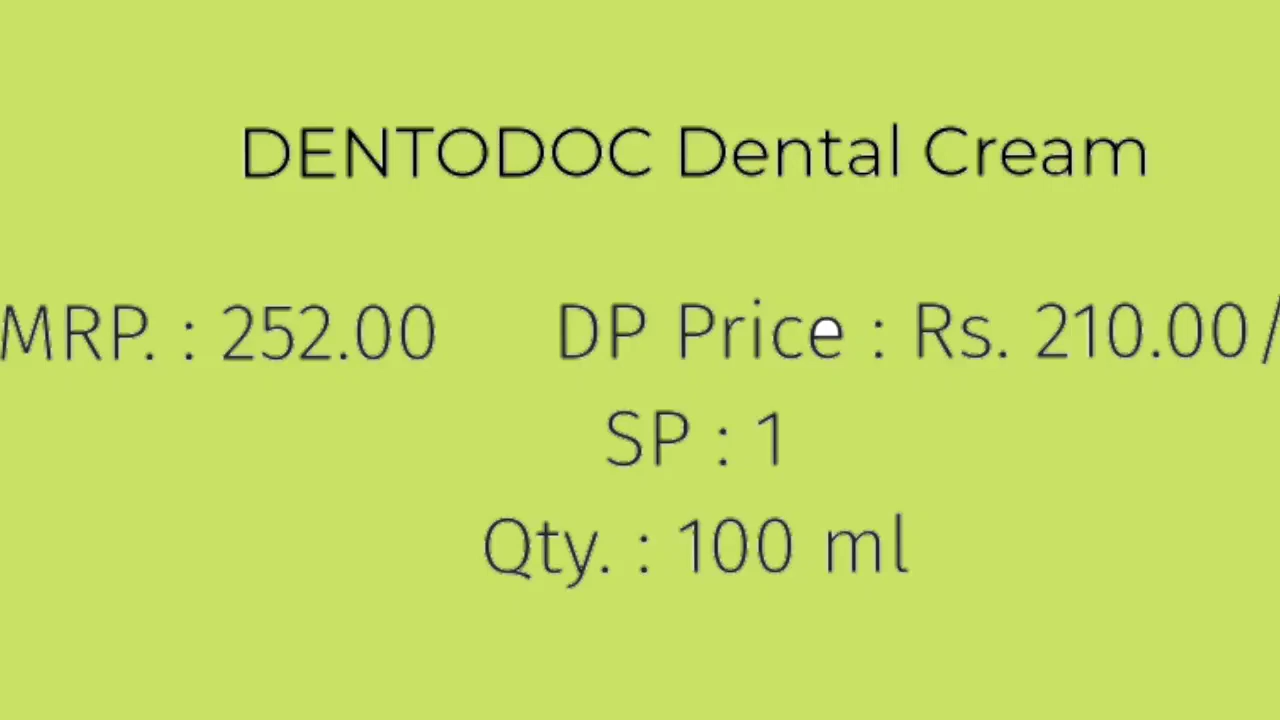 DENTODOC Dental Cream
MRP. : 252.00 DP Price : Rs. 210.00/
SP : 1
Qty. : 100 ml